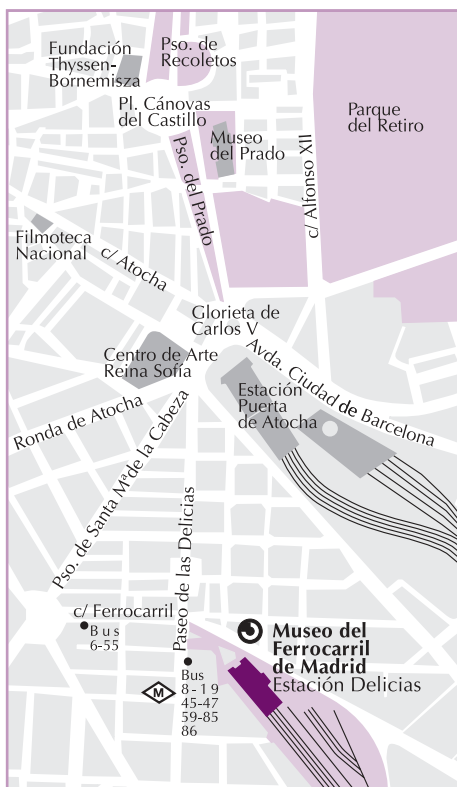 Fundación
Thyssen-
Bornemisza
Pso. de
Recoletos
Pl. Cánovas
del Castillo
Museo
del Prado
Parque
del Retiro
Pso. del Prado
c/ Alfonso XII
Filmoteca
Nacional
c/ Atocha
Glorieta de
Carlos V
Centro de Arte
Reina Sofía
Avda. Ciudad de Barcelona
Estación
Puerta
de Atocha
Ronda de Atocha
Pso. de Santa Mª de la Cabeza
Paseo de las Delicias
c/ Ferrocarril
Bus
6-55
M
Bus
8-19
45-47
59-85
86
Museo del
Ferrocarril
de Madrid
Estación Delicias